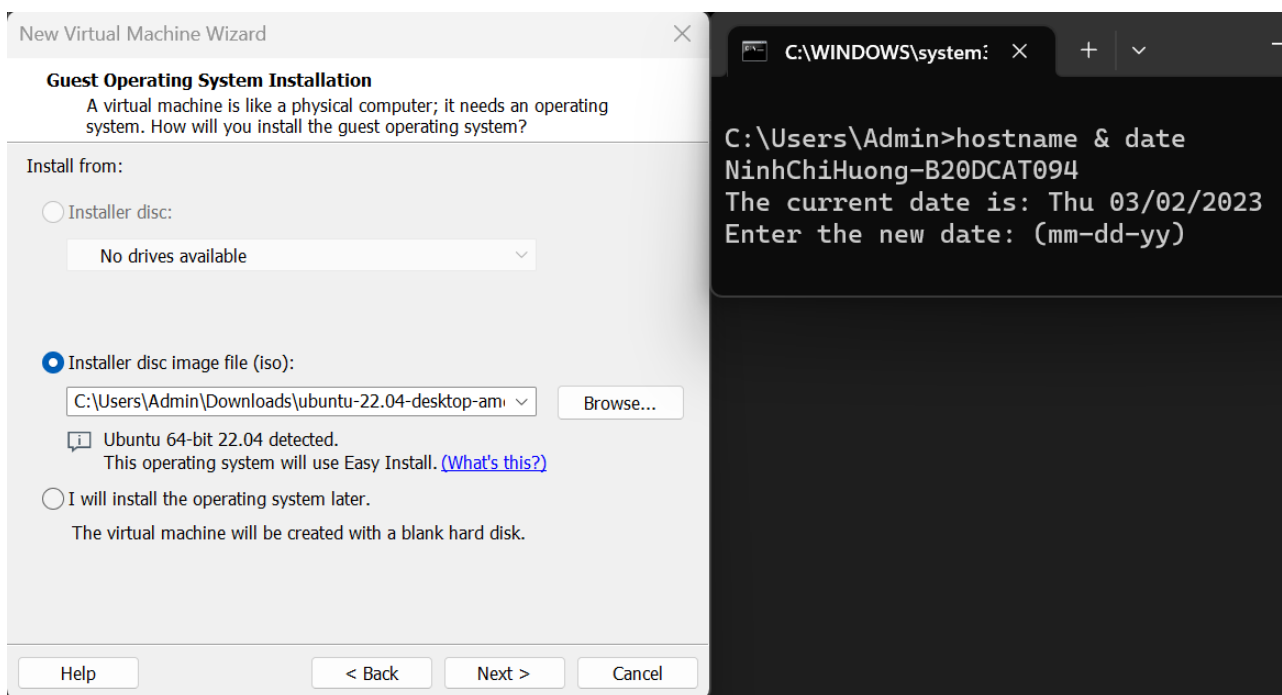 New Virtual Machine Wizard
Guest Operating System Installation
A virtual machine is like a physical computer; it needs an operating
system. How will you install the guest operating system?
Install from:
Installer disc:
No drives available
Installer disc image file (iso):
C:\Users\Admin\Downloads\ubuntu-22.04-desktop-am
Browse...
Ubuntu 64-bit 22.04 detected.
This operating system will use Easy Install. (What's this?)
I will install the operating system later.
The virtual machine will be created with a blank hard disk.
Help
< Back
Next >
Cancel
C:\WINDOWS\system3
C:\Users\Admin>hostname & date
NinhChiHuong-B20DCAT094
The current date is: Thu 03/02/2023
Enter the new date: (mm-dd-yy)